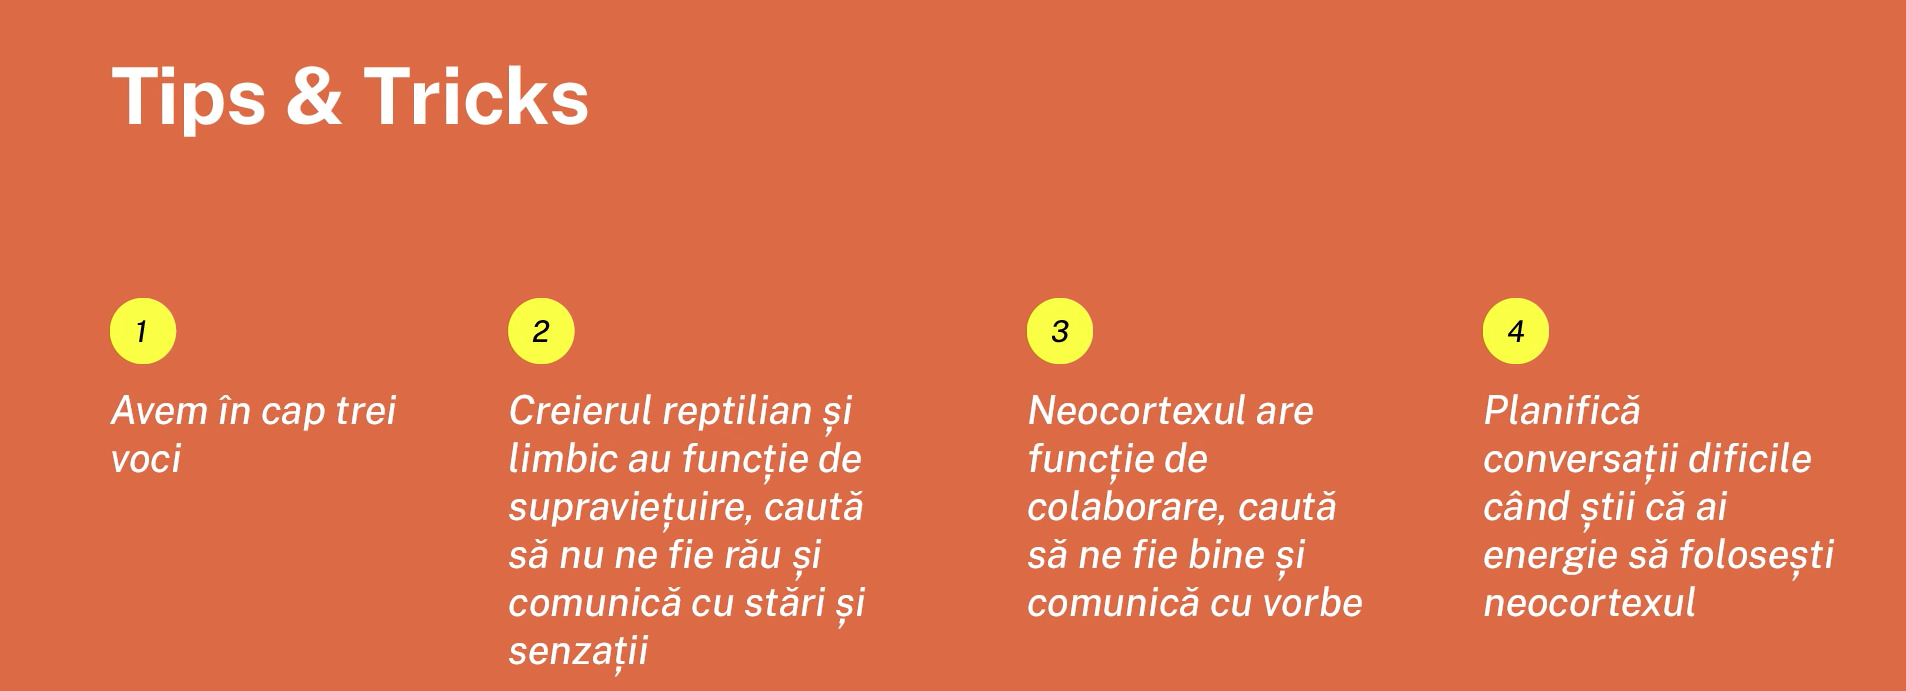 Tips & Tricks
1
Avem în cap trei
voci
2
Creierul reptilian și
limbic au funcție de
supraviețuire, caută
să nu ne fie rău și
comunică cu stări și
senzații
3
Neocortexul are
funcție de
colaborare, caută
să ne fie bine și
comunică cu vorbe
4
Planifică
conversații dificile
când știi că ai
energie să folosești
neocortexul